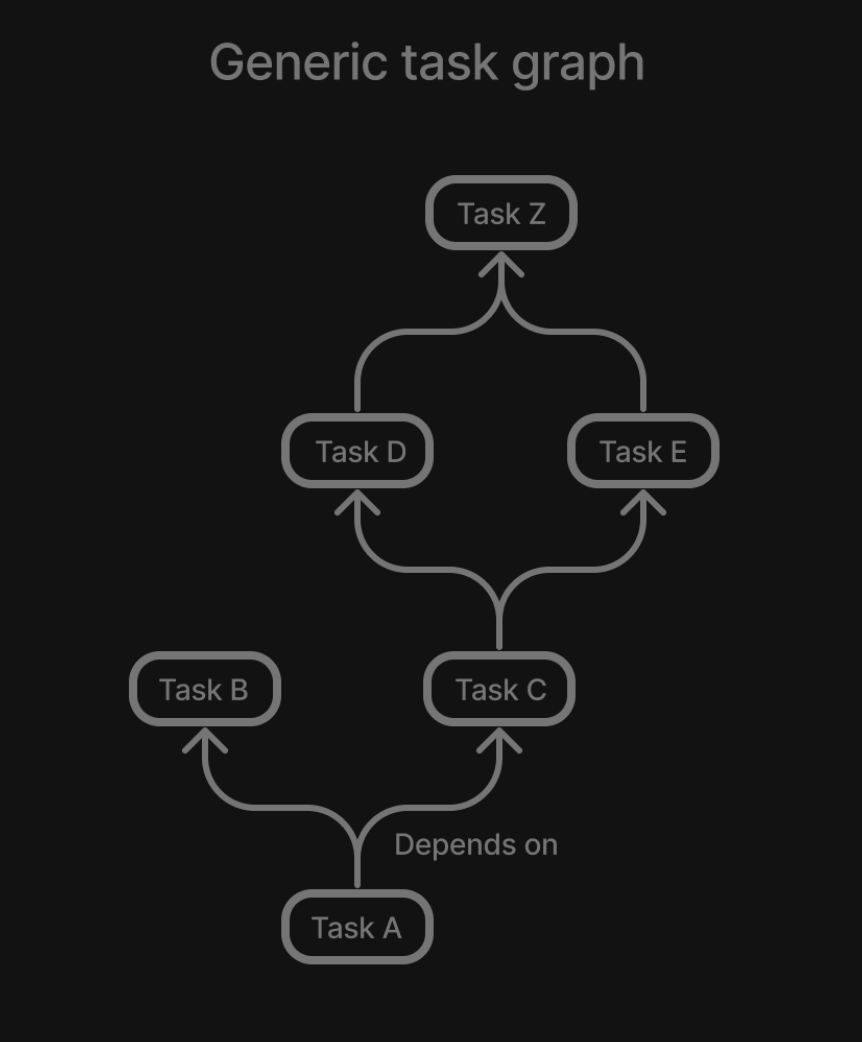 Generic task graph
Task Z
Task D
Task E
Task B
Task C
Depends on
Task A